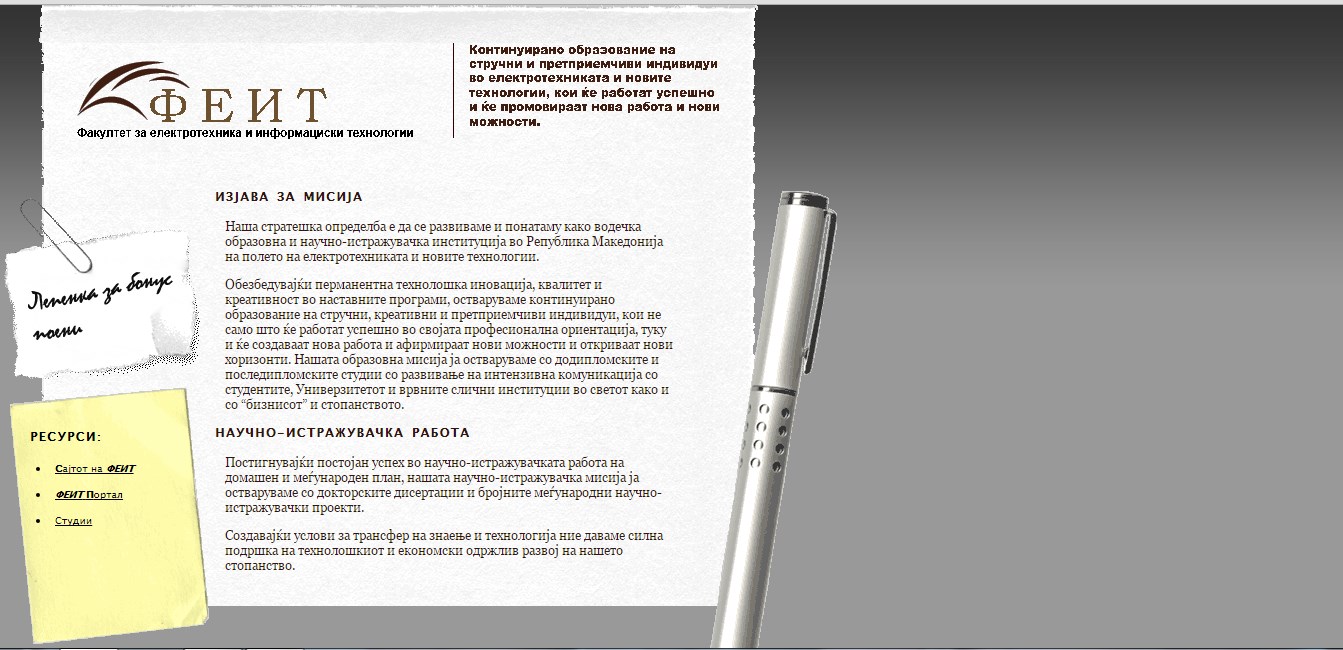 ФЕИТ
Факултет за електротехника и информациски технологии
Континуирано образование на
стручни и претприемчиви индивидуи
во електротехниката и новите
технологии, кои ќе работат успешно
и ќе промовираат нова работа и нови
можности.
ИЗЈАВА ЗА МИСИЈА
Наша стратешка определба е да се развиваме и понатаму како водечка
образовна и научно-истражувачка институција во Република Македонија
на полето на електротехниката и новите технологии.
Обезбедувајќи перманентна технолошка иновација, квалитет и
креативност во наставните програми, остваруваме континуирано
образование на стручни, креативни и претприемчиви индивидуи, кои не
само што ќе работат успешно во својата професионална ориентација, туку
и ќе создаваат нова работа и афирмираат нови можности и откриваат нови
хоризонти. Нашата образовна мисија ја остваруваме со додипломските и
последипломските студии со развивање на интензивна комуникација со
студентите, Универзитетот и врвните слични институции во светот како и
со “бизнисот” и стопанството.
НАУЧНО-ИСТРАЖУВАЧКА РАБОТА
Постигнувајќи постојан успех во научно-истражувачката работа на
домашен и меѓународен план, нашата научно-истражувачка мисија ја
остваруваме со докторските дисертации и бројните меѓународни научно-
истражувачки проекти.
Создавајќи услови за трансфер на знаење и технологија ние даваме силна
подршка на технолошкиот и економски одржлив развој на нашето
стопанство.
Лепенка за бонус
поени
РЕСУРСИ:
Сајтот на ФЕИТ
ФЕИТ Портал
Студии